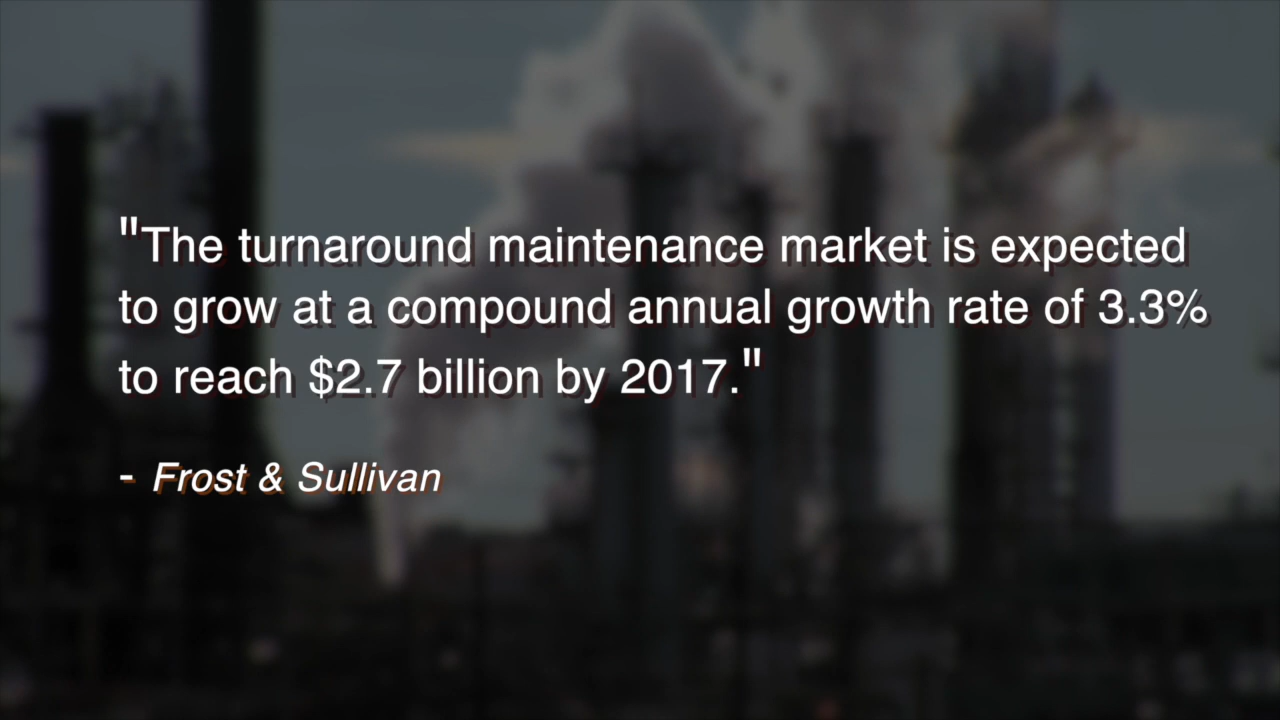 "The turnaround maintenance market is expected
to grow at a compound annual growth rate of 3.3%
to reach $2.7 billion by 2017."
- Frost & Sullivan